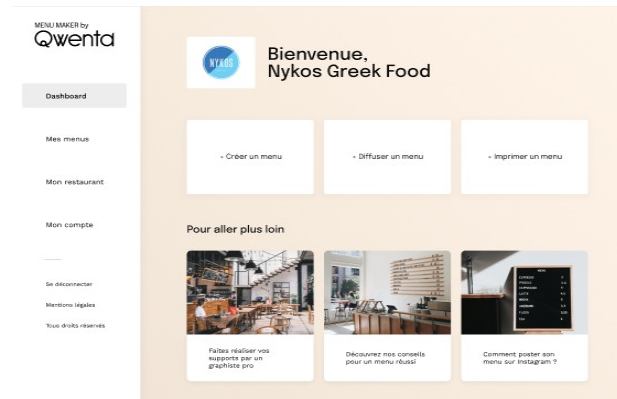 MENU MAKER by
Qwenta
Dashboard
Mes menus
Mon restaurant
Mon compte
Se déconnecter
Mentions légales
Tous droits réservés
NYKOS
Bienvenue,
Nykos Greek Food
- Créer un menu
- Diffuser un menu
- Imprimer un menu
Pour aller plus loin
Faites réaliser vos
supports par un
graphiste pro
Découvrez nos conseils
pour un menu réussi
MENU
Comment poster son
menu sur Instagram ?